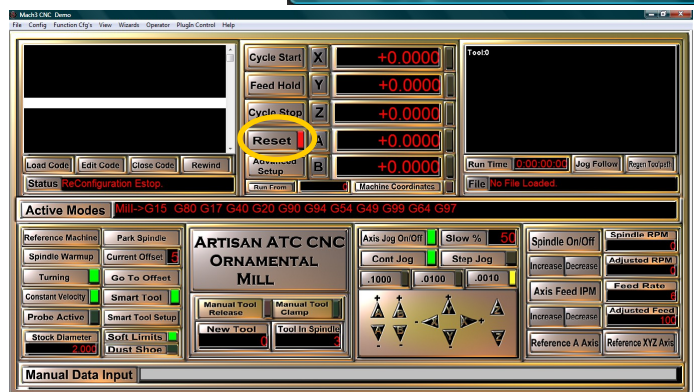 Mach3 CNC Demo
File Config Function Cfg's View Wizards Operator PlugIn Control Help
Cycle Start X +0.0000
Feed Hold Y +0.0000
Cycle Stop Z +0.0000
Reset A +0.0000
Advanced Setup B +0.0000
Run From 0 Machine Coordinates
Tool:0
Load Code Edit Code Close Code Rewind
Run Time 0:00:00:00 Jog Follow Regen Toolpath
Status ReConfiguration Estop.
File No File Loaded.
Active Modes Mill->G15 G80 G17 G40 G20 G90 G94 G54 G49 G99 G64 G97
Reference Machine Park Spindle
Spindle Warmup Current Offset 5
Turning Go To Offset
Constant Velocity Smart Tool
Probe Active Smart Tool Setup
Stock Diameter 2.000 Soft Limits
Dust Shoe
Artisan ATC CNC
Ornamental
Mill
Manual Tool Release Manual Tool Clamp
New Tool 0 Tool In Spindle 3
Axis Jog On/Off Slow % 50
Cont Jog Step Jog
.1000 .0100 .0010
Spindle On/Off Spindle RPM 0
Increase Decrease Adjusted RPM 0
Axis Feed IPM Feed Rate 6
Increase Decrease Adjusted Feed 100
Reference A Axis Reference XYZ Axis
Manual Data Input